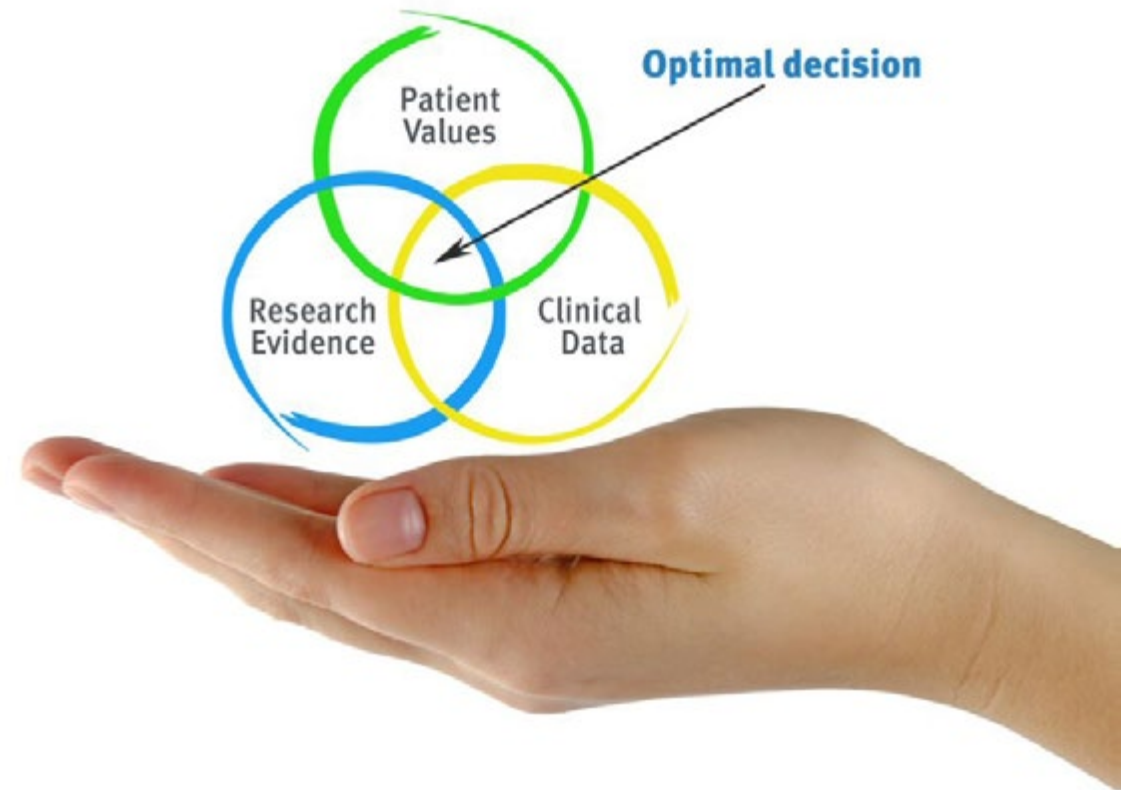 Optimal decision
Patient
Values
Research
Evidence
Clinical
Data